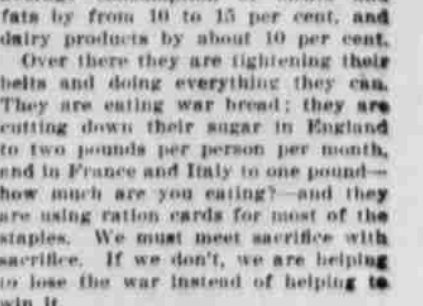 fats by from 10 to 15 per cent, and
dairy products by about 10 per cent.
Over there they are tightening their
belts and doing everything they can.
They are eating war bread; they are
cutting down their sugar in England
to two pounds per person per month,
and in France and Italy to one pound—
how much are you eating?—and they
are using ration cards for most of the
staples. We must meet sacrifice with
sacrifice. If we don't, we are helping
to lose the war instead of helping to
win it.